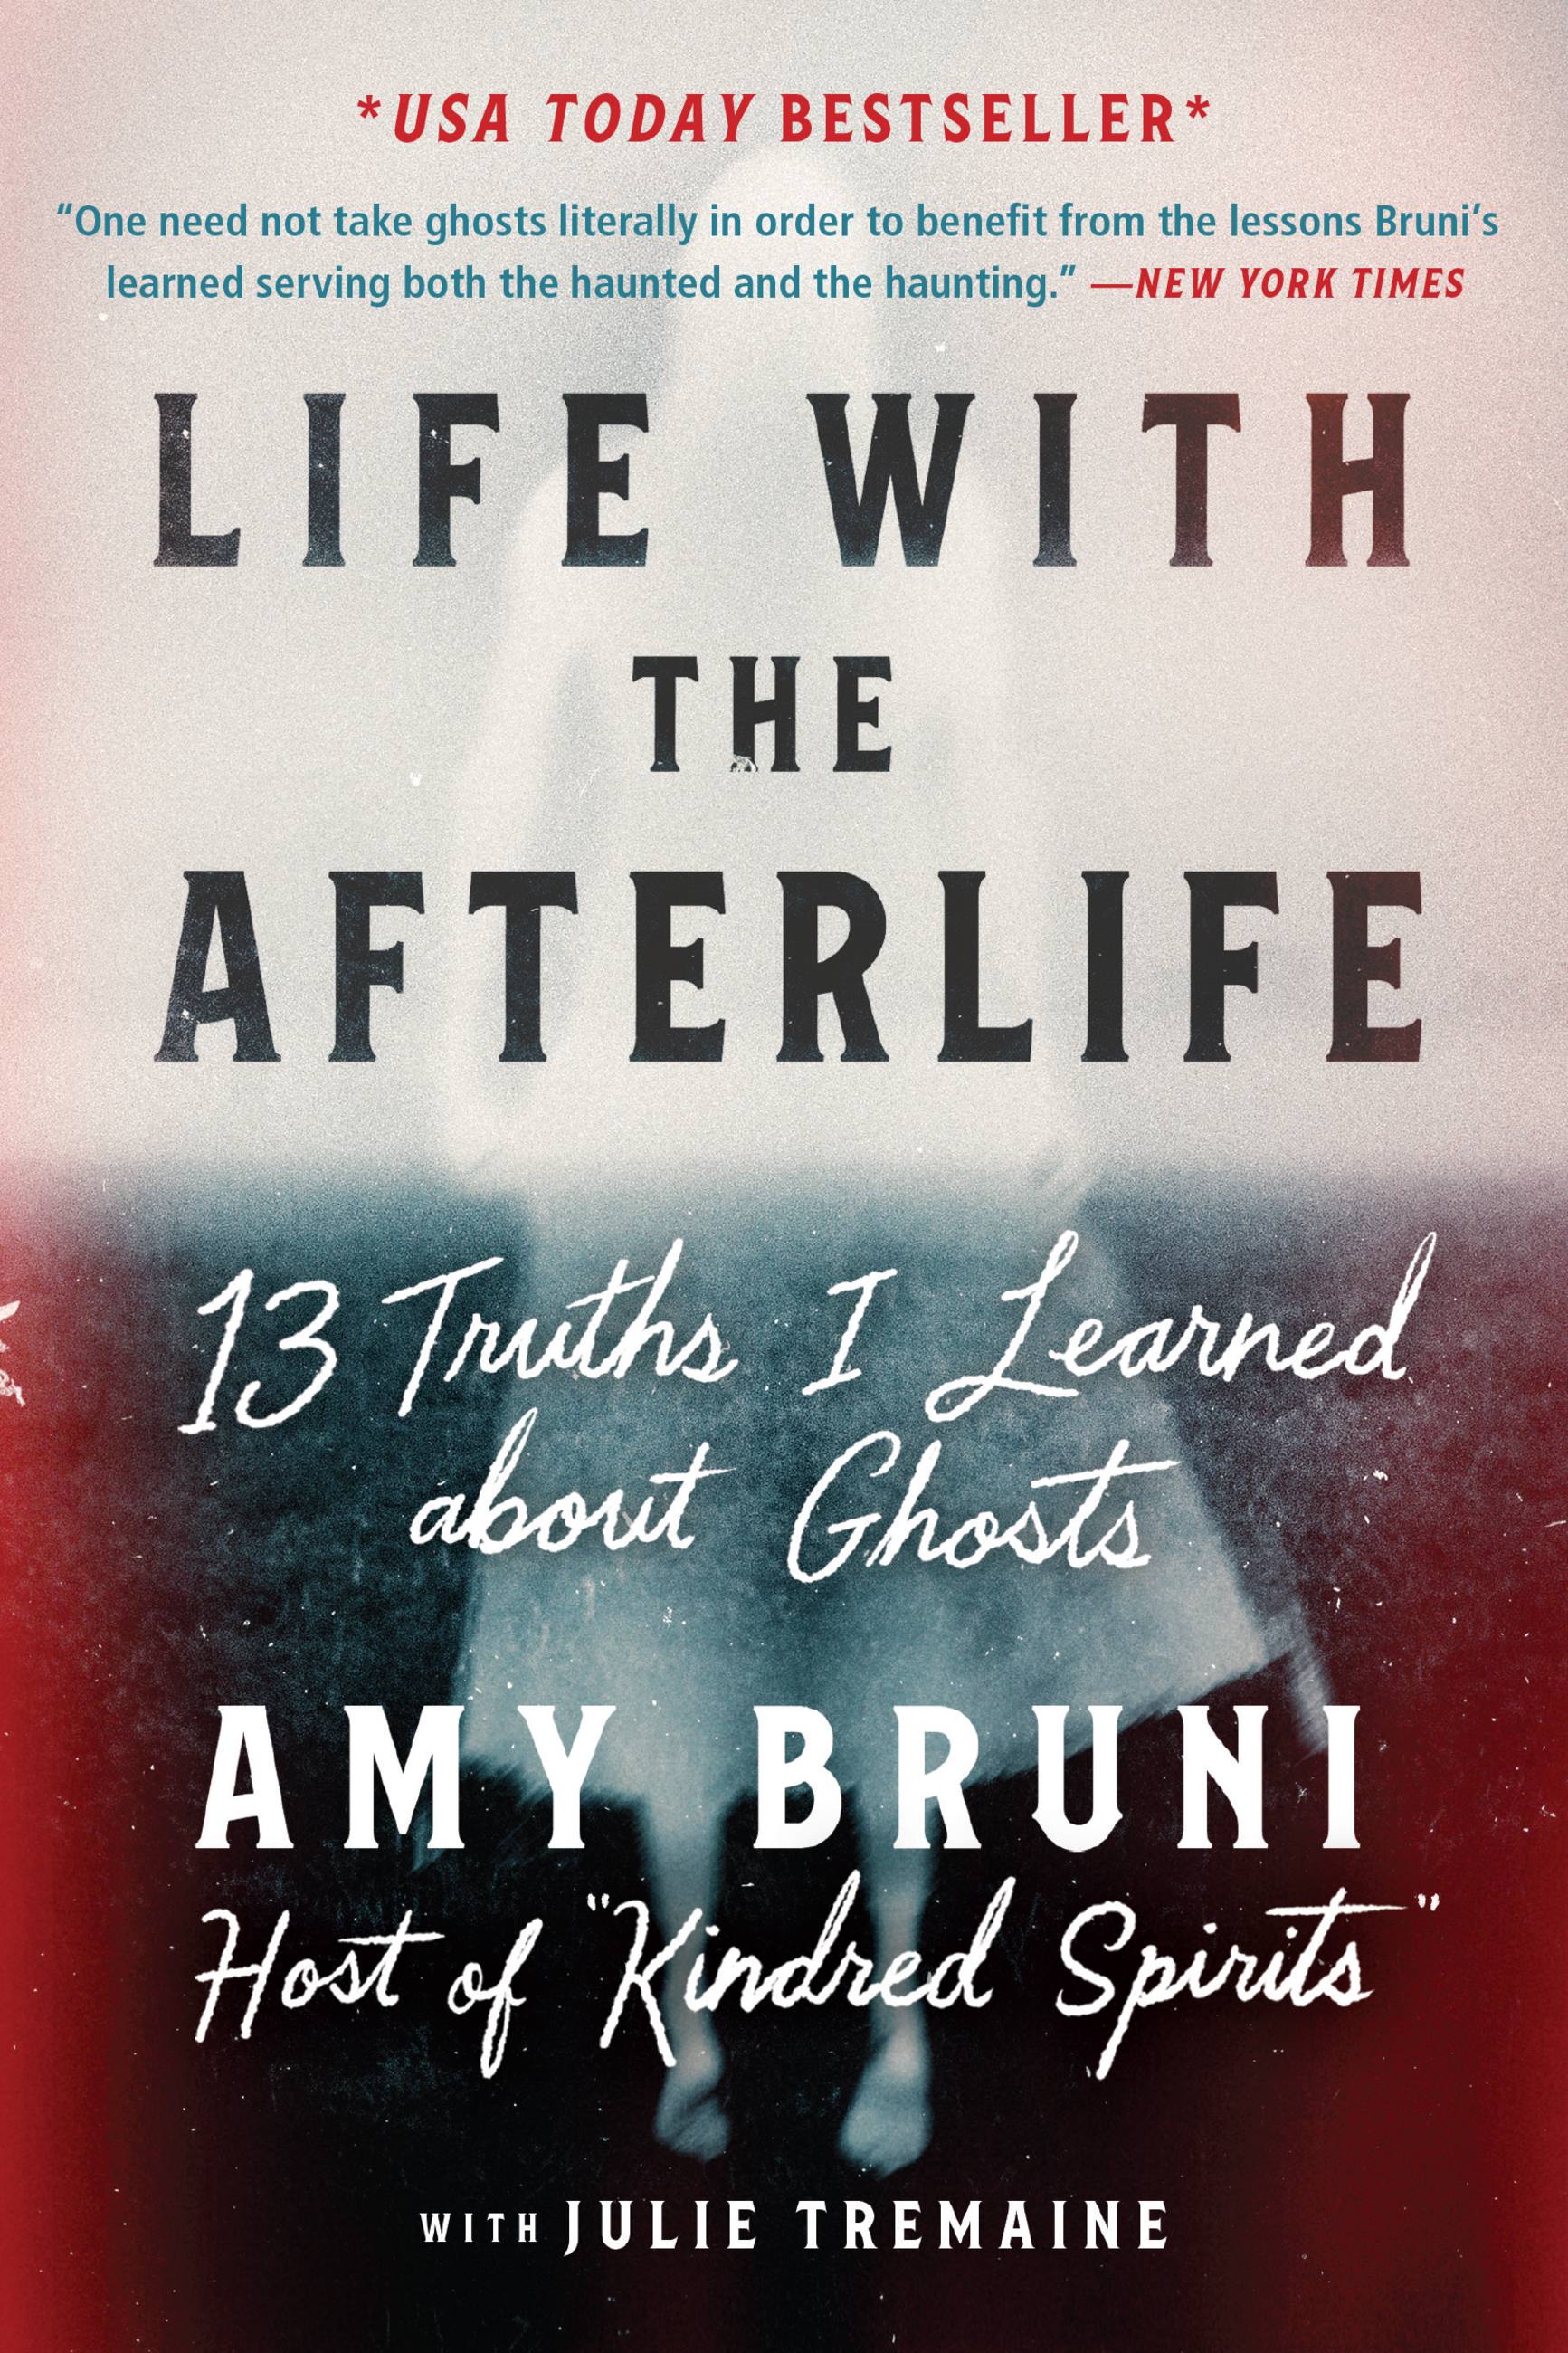 *USA TODAY BESTSELLER*
“One need not take ghosts literally in order to benefit from the lessons Bruni’s
learned serving both the haunted and the haunting.” —NEW YORK TIMES
LIFE WITH
THE
AFTERLIFE
13 Truths I Learned
about Ghosts
AMY BRUNI
Host of "Kindred Spirits"
WITH JULIE TREMAINE